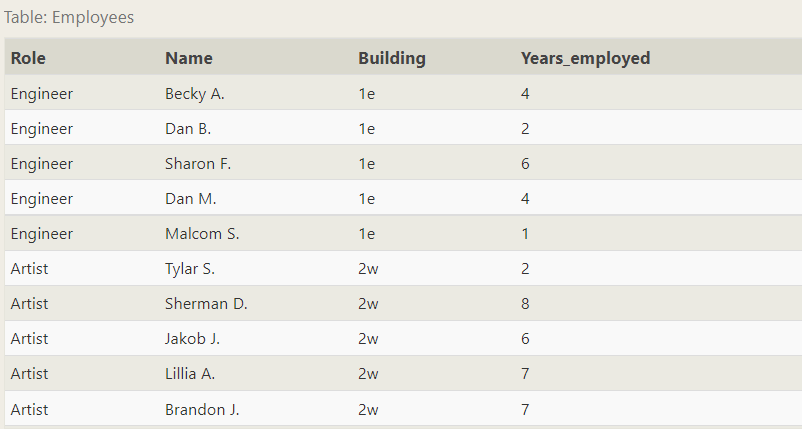 Table: Employees
Role Name Building Years_employed
Engineer Becky A. 1e 4
Engineer Dan B. 1e 2
Engineer Sharon F. 1e 6
Engineer Dan M. 1e 4
Engineer Malcom S. 1e 1
Artist Tylar S. 2w 2
Artist Sherman D. 2w 8
Artist Jakob J. 2w 6
Artist Lillia A. 2w 7
Artist Brandon J. 2w 7